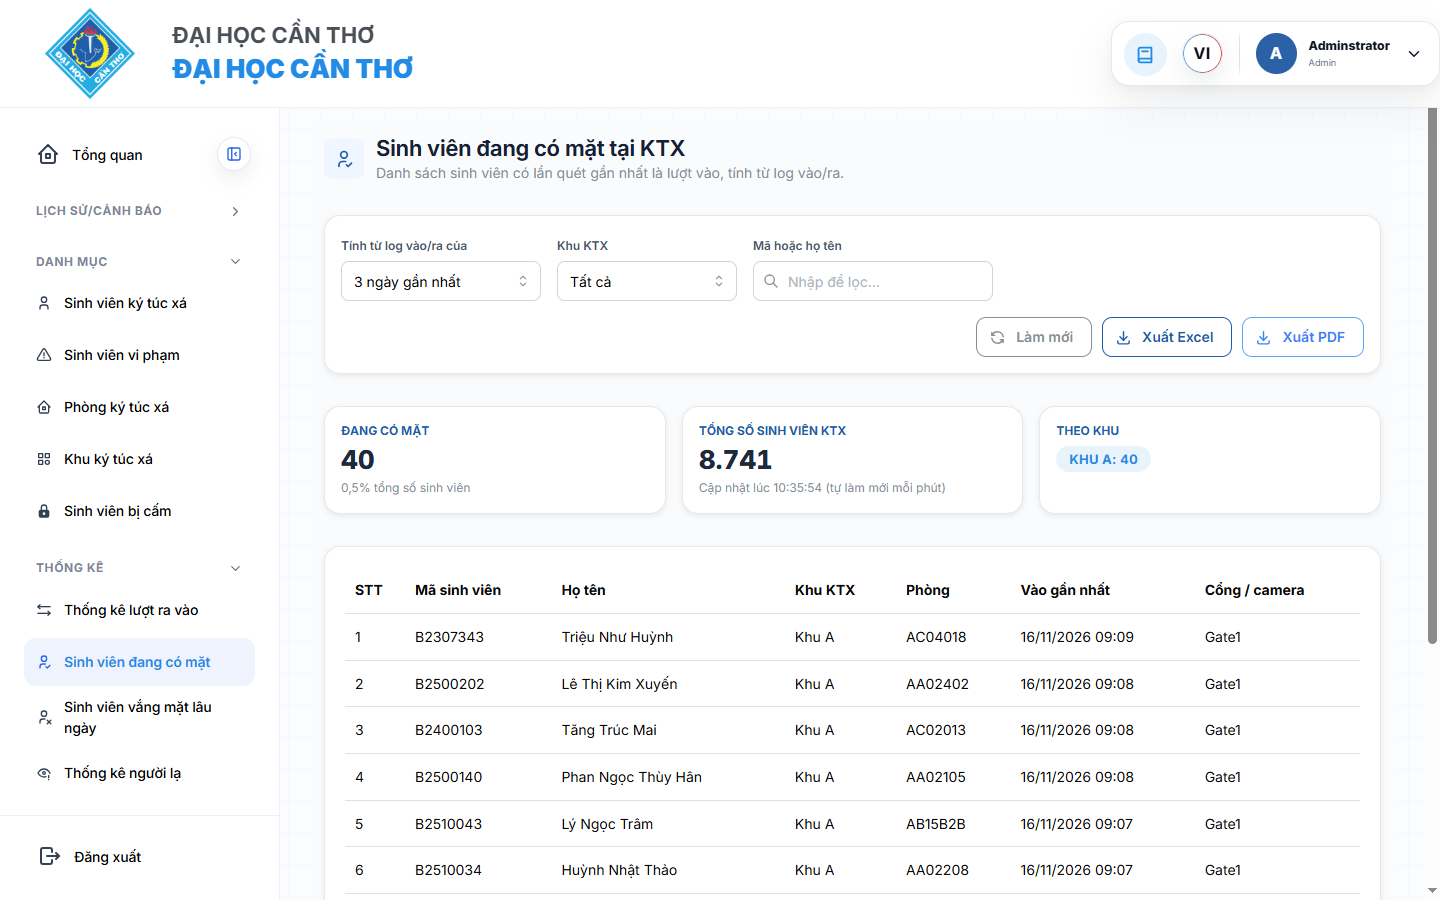 ĐẠI HỌC CẦN THƠ
ĐẠI HỌC CẦN THƠ
ĐẠI HỌC CẦN THƠ
VI
A
Adminstrator
Admin
Tổng quan
LỊCH SỬ/CẢNH BÁO
DANH MỤC
Sinh viên ký túc xá
Sinh viên vi phạm
Phòng ký túc xá
Khu ký túc xá
Sinh viên bị cấm
THỐNG KÊ
Thống kê lượt ra vào
Sinh viên đang có mặt
Sinh viên vắng mặt lâu
ngày
Thống kê người lạ
Đăng xuất
Sinh viên đang có mặt tại KTX
Danh sách sinh viên có lần quét gần nhất là lượt vào, tính từ log vào/ra.
Tính từ log vào/ra của
Khu KTX
Mã hoặc họ tên
3 ngày gần nhất
Tất cả
Nhập để lọc...
Làm mới
Xuất Excel
Xuất PDF
ĐANG CÓ MẶT
40
0,5% tổng số sinh viên
TỔNG SỐ SINH VIÊN KTX
8.741
Cập nhật lúc 10:35:54 (tự làm mới mỗi phút)
THEO KHU
KHU A: 40
STT Mã sinh viên Họ tên Khu KTX Phòng Vào gần nhất Cổng / camera
1 B2307343 Triệu Như Huỳnh Khu A AC04018 16/11/2026 09:09 Gate1
2 B2500202 Lê Thị Kim Xuyến Khu A AA02402 16/11/2026 09:08 Gate1
3 B2400103 Tăng Trúc Mai Khu A AC02013 16/11/2026 09:08 Gate1
4 B2500140 Phan Ngọc Thùy Hân Khu A AA02105 16/11/2026 09:08 Gate1
5 B2510043 Lý Ngọc Trâm Khu A AB15B2B 16/11/2026 09:07 Gate1
6 B2510034 Huỳnh Nhật Thảo Khu A AA02208 16/11/2026 09:07 Gate1